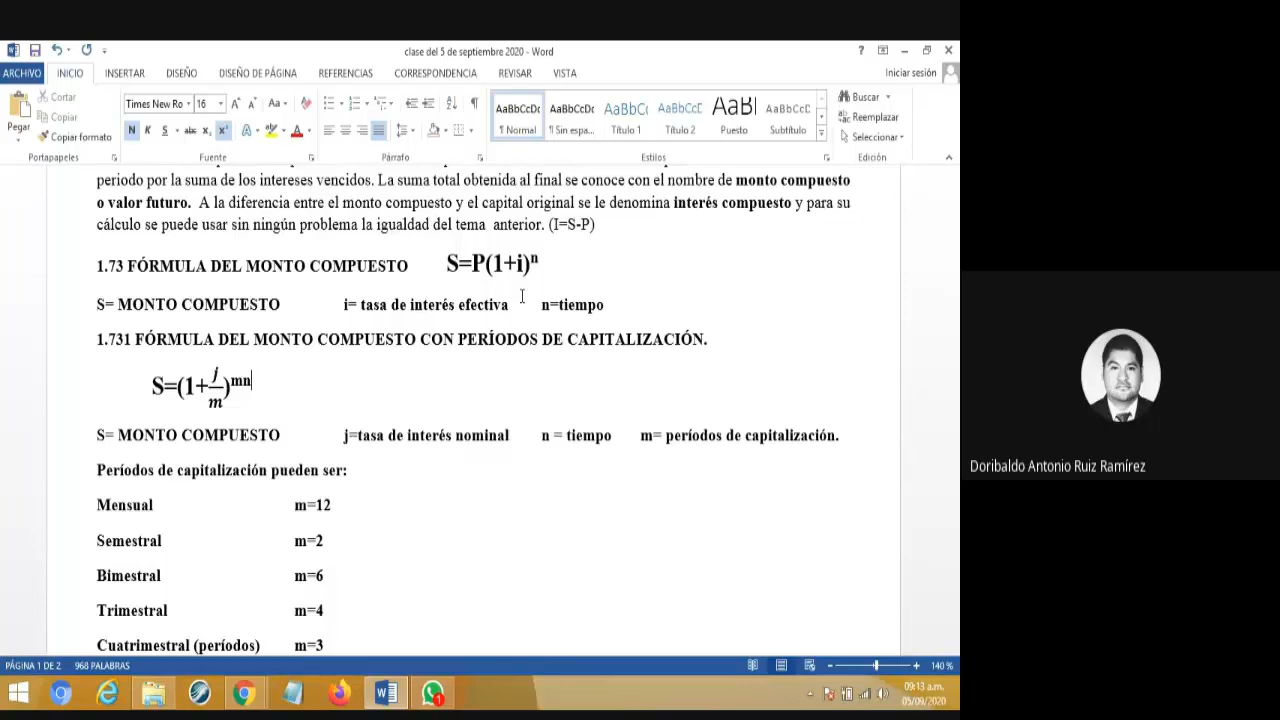 clase del 5 de septiembre 2020 - Word
ARCHIVO INICIO INSERTAR DISEÑO DISEÑO DE PÁGINA REFERENCIAS CORRESPONDENCIA REVISAR VISTA Iniciar sesión
Pegar
Cortar
Copiar
Copiar formato
Times New Ro 16
N K S abc x₂ x²
AaBbCcDc AaBbCcDc AaBbCc AaBbCcC AaBl AaBbCcD
¶ Normal ¶ Sin espa... Título 1 Título 2 Puesto Subtítulo
Buscar
Reemplazar
Seleccionar
Portapapeles Fuente Párrafo Estilos Edición
periodo por la suma de los intereses vencidos. La suma total obtenida al final se conoce con el nombre de monto compuesto
o valor futuro. A la diferencia entre el monto compuesto y el capital original se le denomina interés compuesto y para su
cálculo se puede usar sin ningún problema la igualdad del tema anterior. (I=S-P)
1.73 FÓRMULA DEL MONTO COMPUESTO S=P(1+i)ⁿ
S= MONTO COMPUESTO i= tasa de interés efectiva n=tiempo
1.731 FÓRMULA DEL MONTO COMPUESTO CON PERÍODOS DE CAPITALIZACIÓN.
S=(1+j/m)ᵐⁿ
S= MONTO COMPUESTO j=tasa de interés nominal n = tiempo m= períodos de capitalización.
Períodos de capitalización pueden ser:
Mensual m=12
Semestral m=2
Bimestral m=6
Trimestral m=4
Cuatrimestral (períodos) m=3
PÁGINA 1 DE 2 968 PALABRAS 140 %
09:13 a.m.
05/09/2020
Doribaldo Antonio Ruiz Ramírez